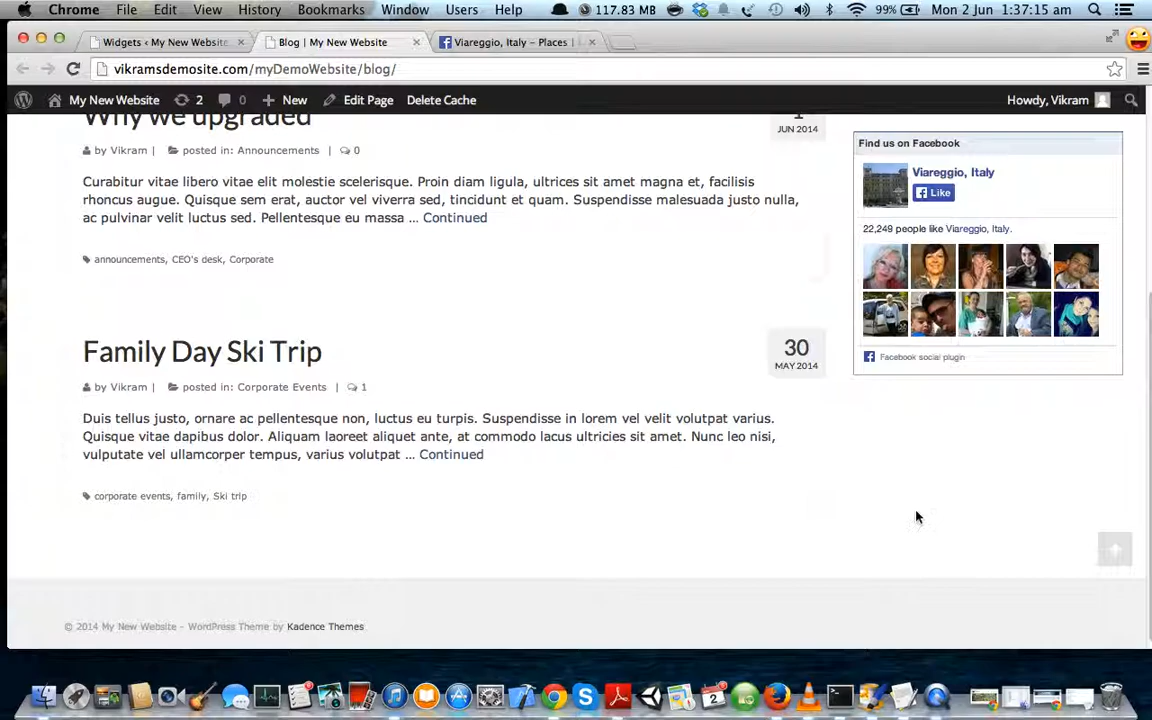 Chrome File Edit View History Bookmarks Window Users Help 117.83 MB 99% Mon 2 Jun 1:37:15 am
Widgets ‹ My New Website Blog | My New Website Viareggio, Italy – Places |
vikramsdemosite.com/myDemoWebsite/blog/
My New Website 2 0 New Edit Page Delete Cache Howdy, Vikram
Why we upgraded
1
JUN 2014
by Vikram | posted in: Announcements | 0
Curabitur vitae libero vitae elit molestie scelerisque. Proin diam ligula, ultrices sit amet magna et, facilisis
rhoncus augue. Quisque sem erat, auctor vel viverra sed, tincidunt et quam. Suspendisse malesuada justo nulla,
ac pulvinar velit luctus sed. Pellentesque eu massa ... Continued
announcements, CEO's desk, Corporate
Family Day Ski Trip
30
MAY 2014
by Vikram | posted in: Corporate Events | 1
Duis tellus justo, ornare ac pellentesque non, luctus eu turpis. Suspendisse in lorem vel velit volutpat varius.
Quisque vitae dapibus dolor. Aliquam laoreet aliquet ante, at commodo lacus ultricies sit amet. Nunc leo nisi,
vulputate vel ullamcorper tempus, varius volutpat ... Continued
corporate events, family, Ski trip
Find us on Facebook
Viareggio, Italy
Like
22,249 people like Viareggio, Italy.
Facebook social plugin
© 2014 My New Website - WordPress Theme by Kadence Themes